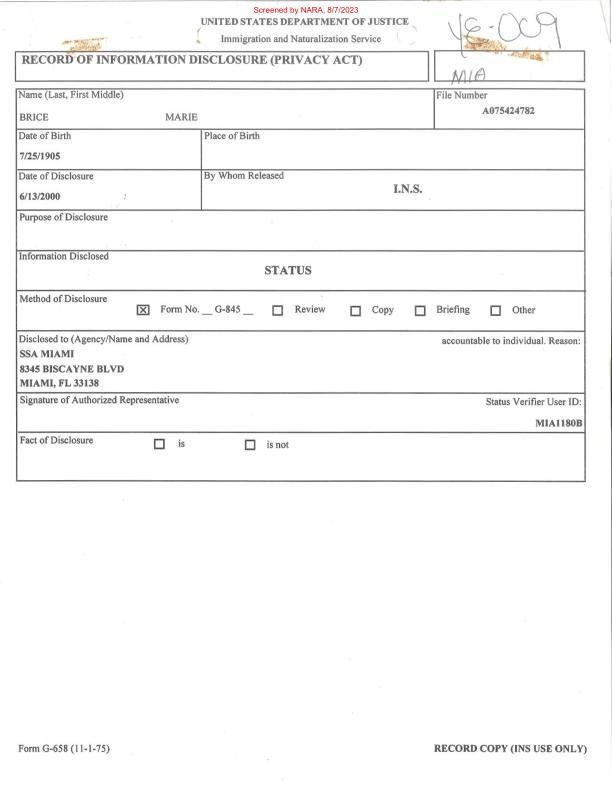 Screened by NARA, 8/7/2023
UNITED STATES DEPARTMENT OF JUSTICE
Immigration and Naturalization Service
RECORD OF INFORMATION DISCLOSURE (PRIVACY ACT)
MIA
Name (Last, First Middle)
BRICE MARIE
File Number
A075424782
Date of Birth
7/25/1905
Place of Birth
Date of Disclosure
6/13/2000
By Whom Released
I.N.S.
Purpose of Disclosure
Information Disclosed
STATUS
Method of Disclosure
☒ Form No. __ G-845 __ ☐ Review ☐ Copy ☐ Briefing ☐ Other
Disclosed to (Agency/Name and Address)
SSA MIAMI
8345 BISCAYNE BLVD
MIAMI, FL 33138
accountable to individual. Reason:
Signature of Authorized Representative
Status Verifier User ID:
MIA1180B
Fact of Disclosure ☐ is ☐ is not
Form G-658 (11-1-75) RECORD COPY (INS USE ONLY)